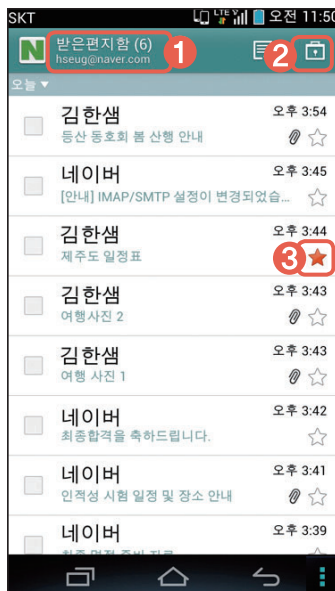 SKT LTE 오전 11:50
N 받은편지함 (6)
hseug@naver.com
1
2
오늘
김한샘 오후 3:54
등산 동호회 봄 산행 안내
네이버 오후 3:45
[안내] IMAP/SMTP 설정이 변경되었습...
김한샘 오후 3:44
제주도 일정표
3
김한샘 오후 3:43
여행사진 2
김한샘 오후 3:43
여행 사진 1
네이버 오후 3:42
최종합격을 축하드립니다.
네이버 오후 3:41
인적성 시험 일정 및 장소 안내
네이버 오후 3:39